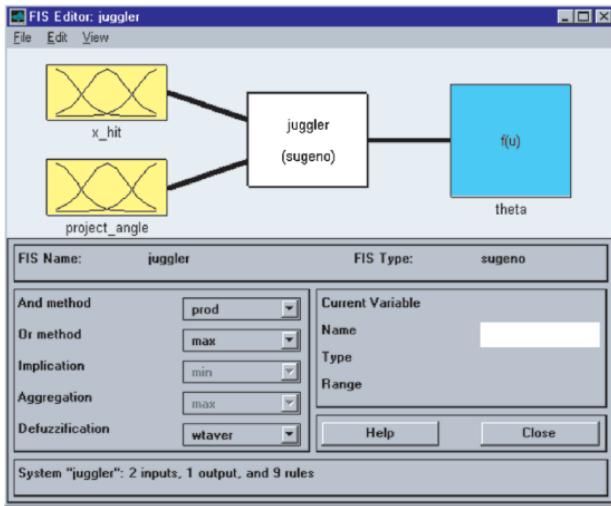 FIS Editor: juggler
File Edit View
x_hit
project_angle
juggler
(sugeno)
f(u)
theta
FIS Name: juggler FIS Type: sugeno
And method prod
Or method max
Implication min
Aggregation max
Defuzzification wtaver
Current Variable
Name
Type
Range
Help Close
System "juggler": 2 inputs, 1 output, and 9 rules